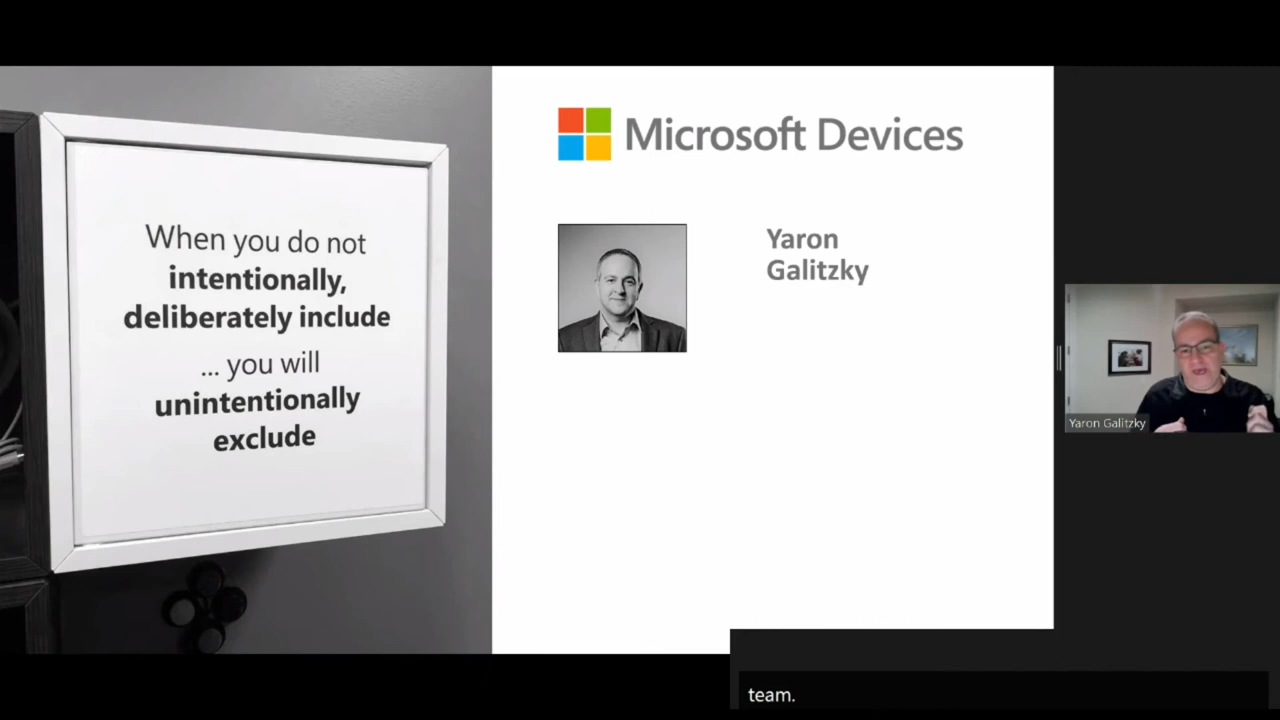 When you do not
intentionally,
deliberately include
... you will
unintentionally
exclude
Microsoft Devices
Yaron
Galitzky
Yaron Galitzky
team.